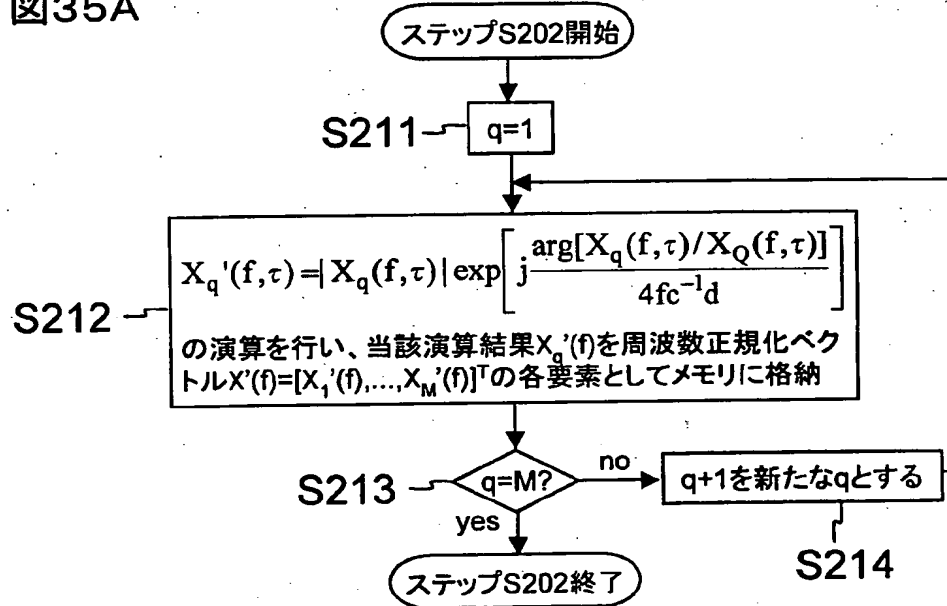 図35A
ステップS202開始
S211
q=1
S212
X_q'(f,τ)=|X_q(f,τ)| exp[j arg[X_q(f,τ)/X_Q(f,τ)] / 4fc⁻¹d]
の演算を行い、当該演算結果X_q'(f)を周波数正規化ベク
トルX'(f)=[X_1'(f),...,X_M'(f)]ᵀの各要素としてメモリに格納
S213
q=M?
no
q+1を新たなqとする
yes
S214
ステップS202終了